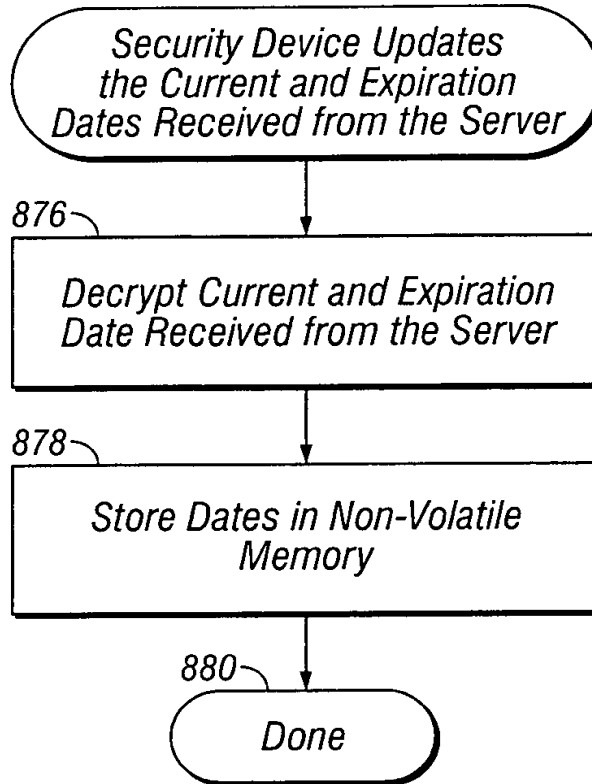 Security Device Updates
the Current and Expiration
Dates Received from the Server
876
Decrypt Current and Expiration
Date Received from the Server
878
Store Dates in Non-Volatile
Memory
880
Done